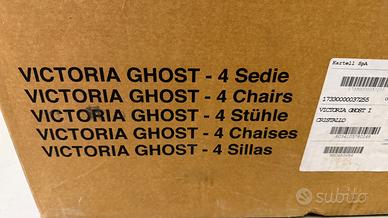 VICTORIA GHOST - 4 Sedie
VICTORIA GHOST - 4 Chairs
VICTORIA GHOST - 4 Stühle
VICTORIA GHOST - 4 Chaises
VICTORIA GHOST - 4 Sillas
Kartell SpA
17330000037255
VICTORIA GHOST I
CRISTALLO
subito